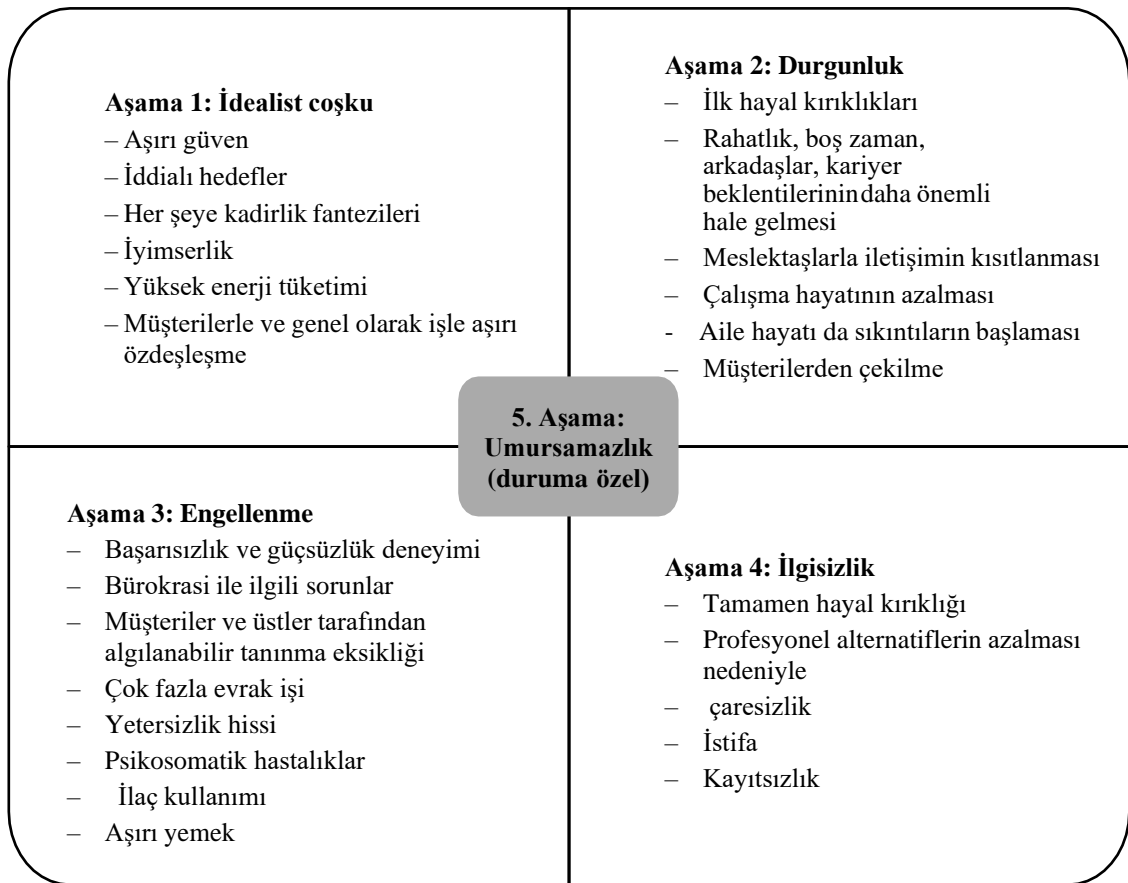 Aşama 1: İdealist coşku
– Aşırı güven
– İddialı hedefler
– Her şeye kadirlik fantezileri
– İyimserlik
– Yüksek enerji tüketimi
– Müşterilerle ve genel olarak işle aşırı
özdeşleşme
Aşama 2: Durgunluk
– İlk hayal kırıklıkları
– Rahatlık, boş zaman,
arkadaşlar, kariyer
beklentilerinindaha önemli
hale gelmesi
– Meslektaşlarla iletişimin kısıtlanması
– Çalışma hayatının azalması
- Aile hayatı da sıkıntıların başlaması
– Müşterilerden çekilme
5. Aşama:
Umursamazlık
(duruma özel)
Aşama 3: Engellenme
– Başarısızlık ve güçsüzlük deneyimi
– Bürokrasi ile ilgili sorunlar
– Müşteriler ve üstler tarafından
algılanabilir tanınma eksikliği
– Çok fazla evrak işi
– Yetersizlik hissi
– Psikosomatik hastalıklar
– İlaç kullanımı
– Aşırı yemek
Aşama 4: İlgisizlik
– Tamamen hayal kırıklığı
– Profesyonel alternatiflerin azalması
nedeniyle
– çaresizlik
– İstifa
– Kayıtsızlık